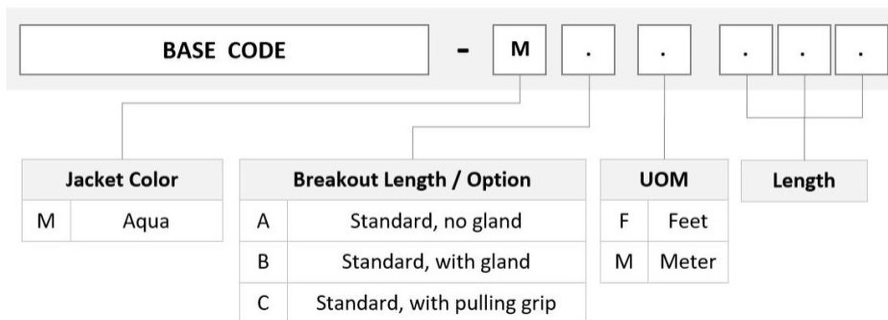 BASE CODE - M . . . . .
Jacket Color
M Aqua
Breakout Length / Option
A Standard, no gland
B Standard, with gland
C Standard, with pulling grip
UOM
F Feet
M Meter
Length